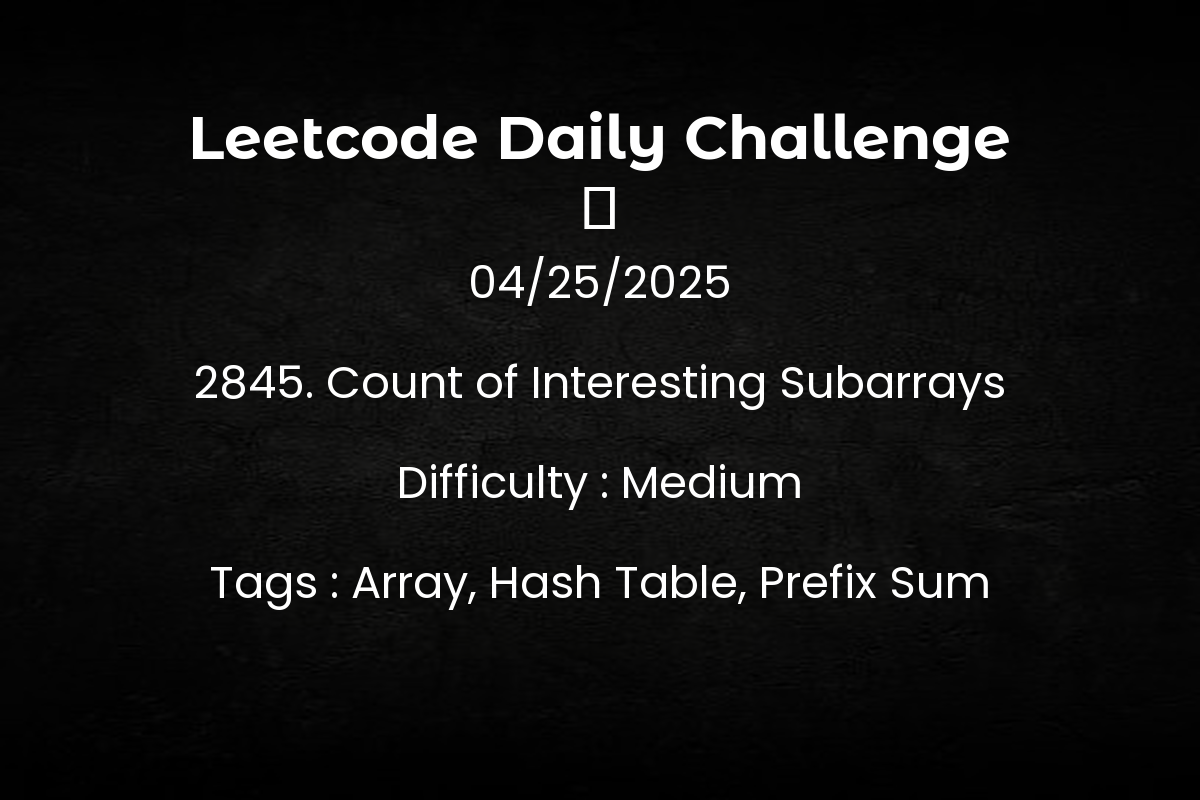 Leetcode Daily Challenge
04/25/2025
2845. Count of Interesting Subarrays
Difficulty : Medium
Tags : Array, Hash Table, Prefix Sum